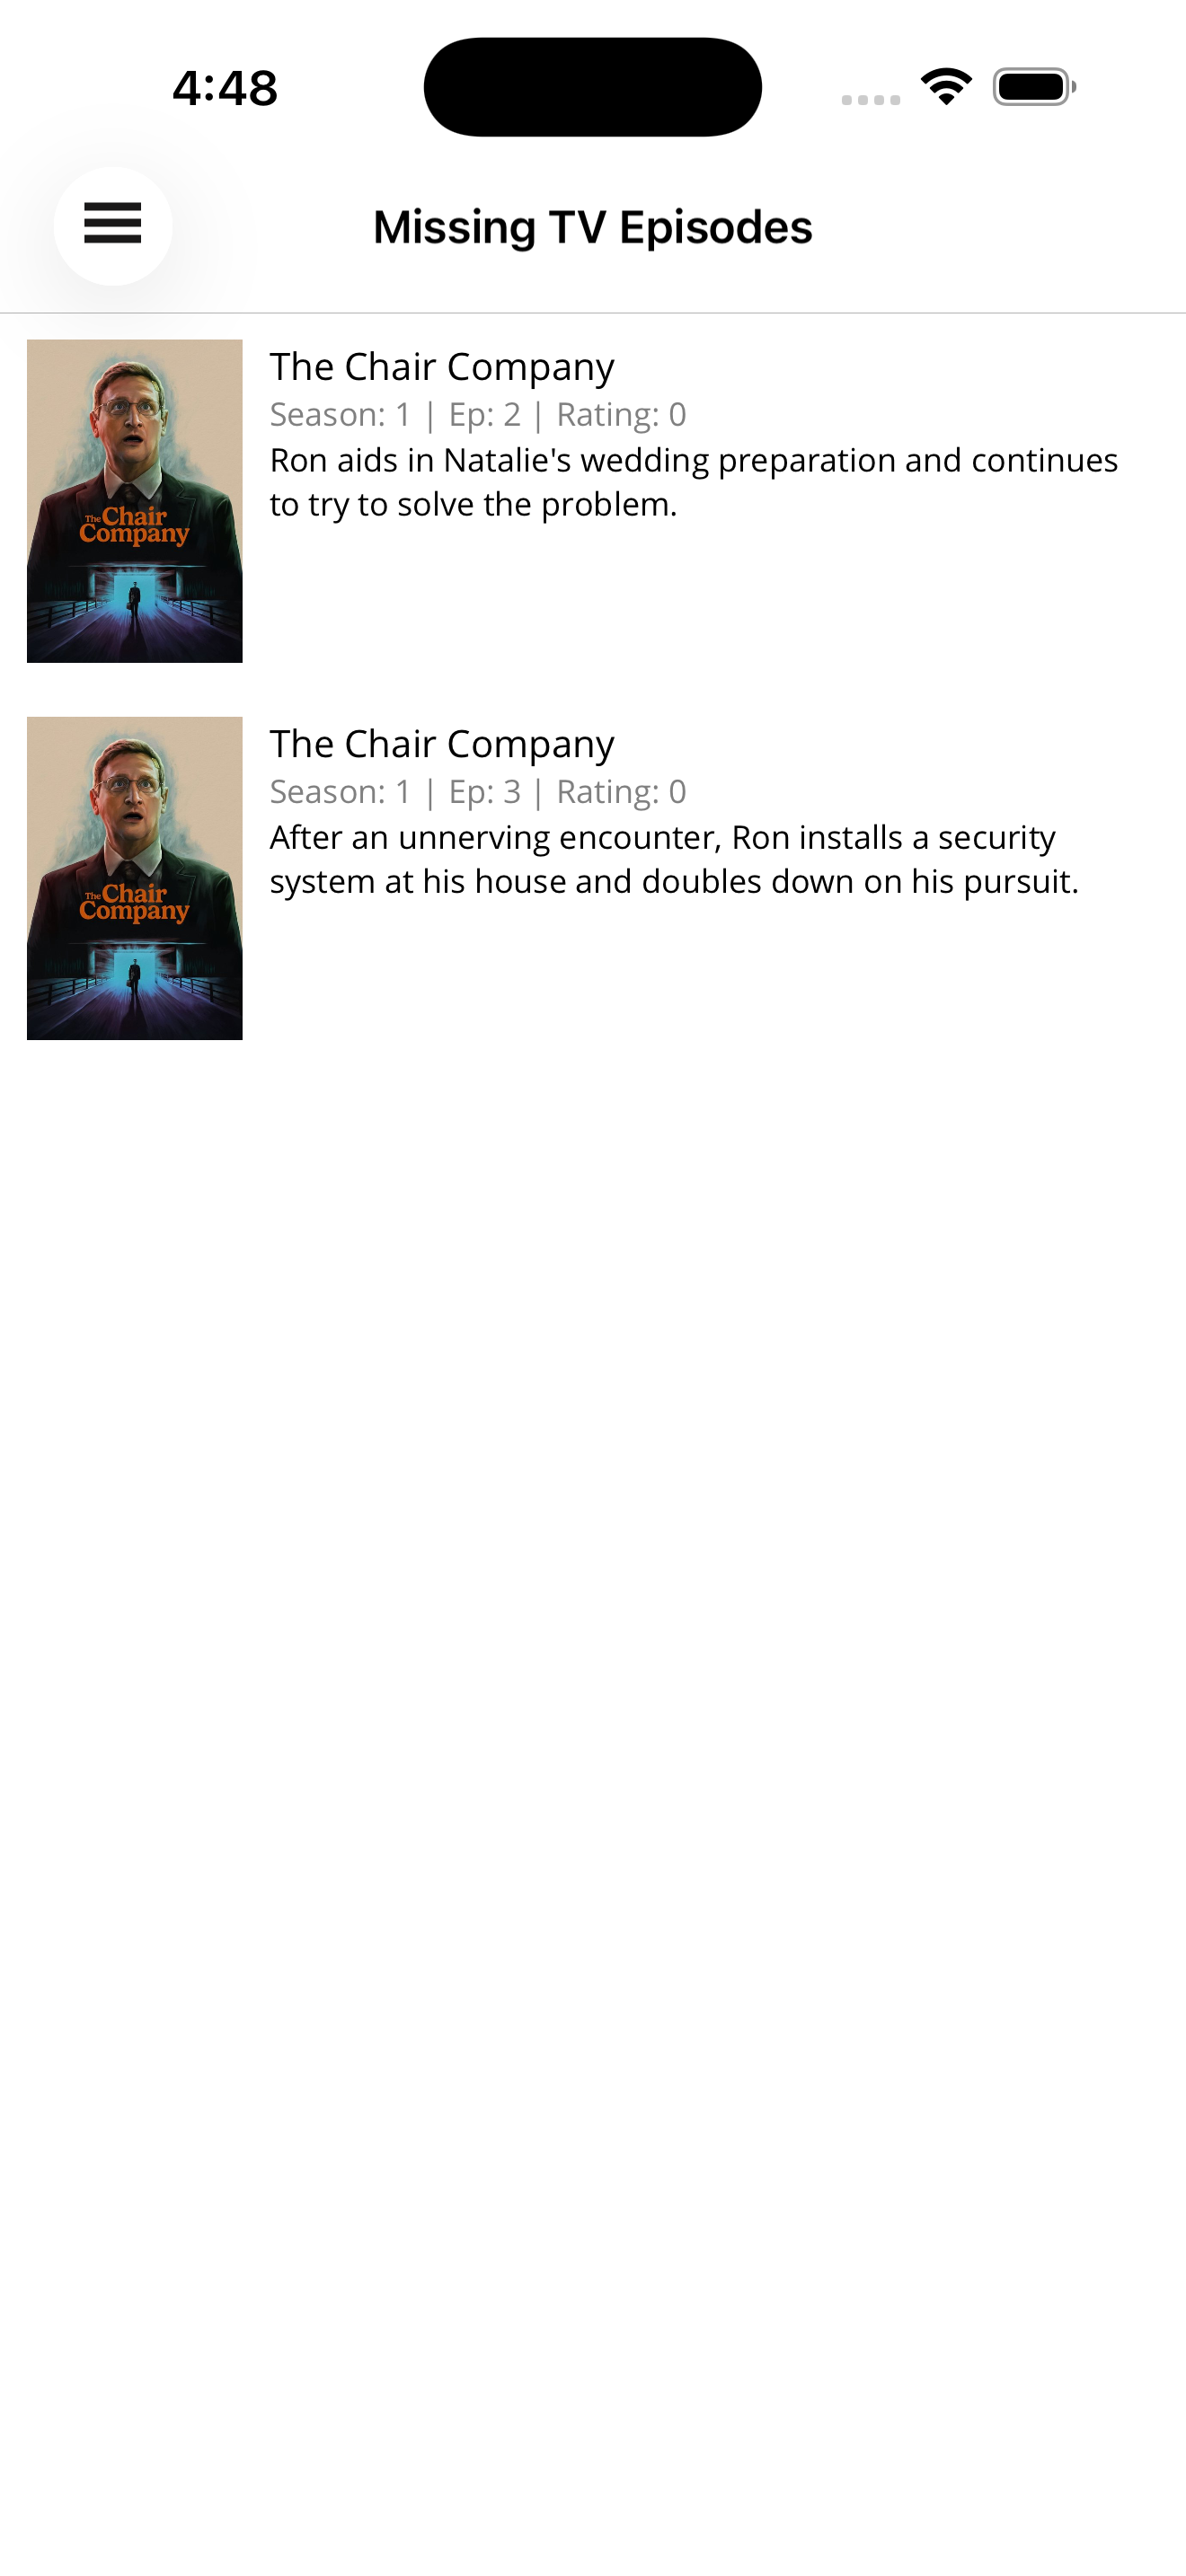 4:48
Missing TV Episodes
The Chair Company
Season: 1 | Ep: 2 | Rating: 0
Ron aids in Natalie's wedding preparation and continues
to try to solve the problem.
The Chair
Company
The Chair Company
Season: 1 | Ep: 3 | Rating: 0
After an unnerving encounter, Ron installs a security
system at his house and doubles down on his pursuit.
The Chair
Company